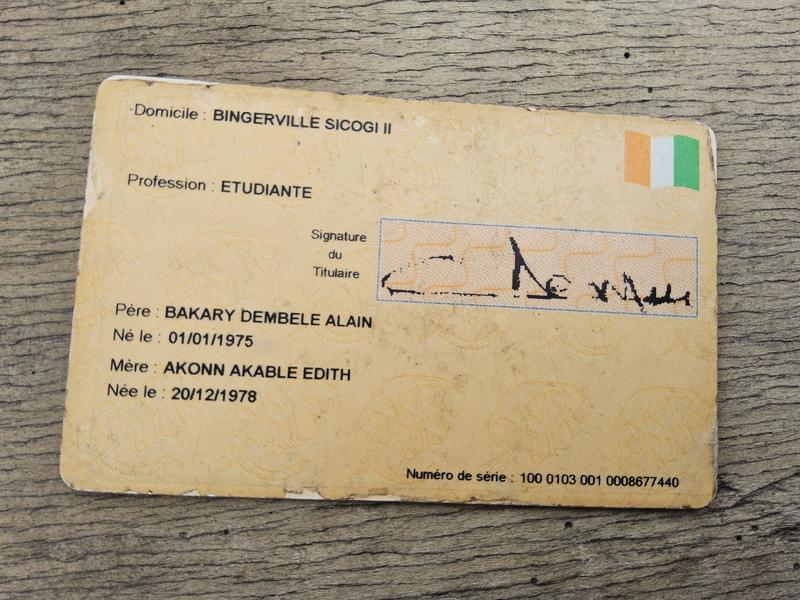 Domicile : BINGERVILLE SICOGI II
Profession : ETUDIANTE
Signature
du
Titulaire
Père : BAKARY DEMBELE ALAIN
Né le : 01/01/1975
Mère : AKONN AKABLE EDITH
Née le : 20/12/1978
Numéro de série : 100 0103 001 0008677440